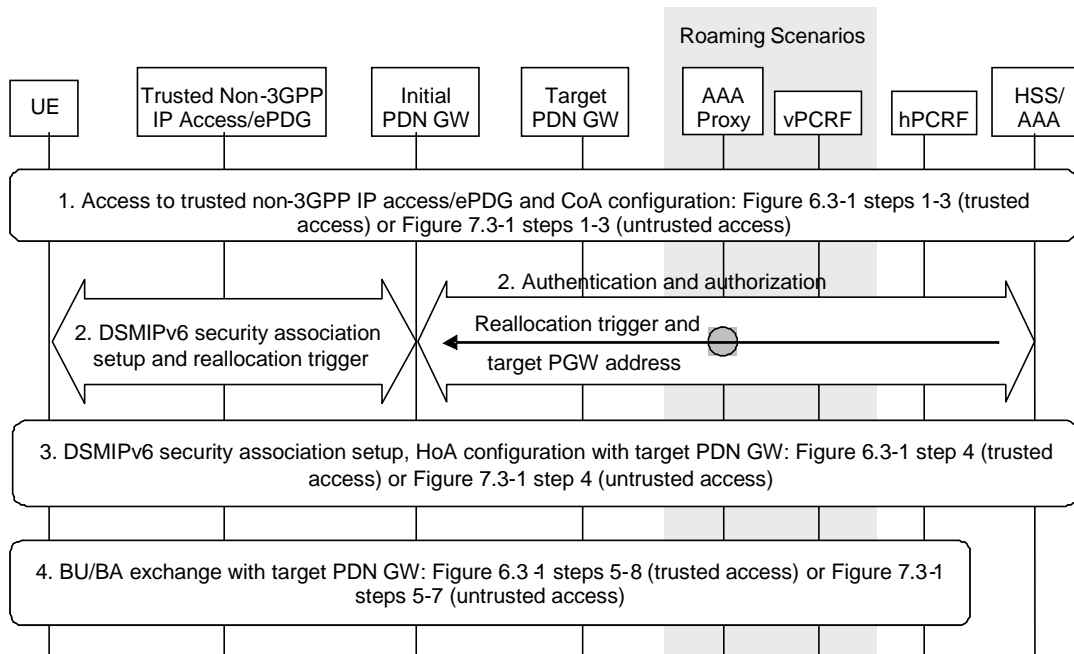 Roaming Scenarios
UE
Trusted Non-3GPP
IP Access/ePDG
Initial
PDN GW
Target
PDN GW
AAA
Proxy
vPCRF
hPCRF
HSS/
AAA
1. Access to trusted non-3GPP IP access/ePDG and CoA configuration: Figure 6.3-1 steps 1-3 (trusted
access) or Figure 7.3-1 steps 1-3 (untrusted access)
2. Authentication and authorization
2. DSMIPv6 security association
setup and reallocation trigger
Reallocation trigger and
target PGW address
3. DSMIPv6 security association setup, HoA configuration with target PDN GW: Figure 6.3-1 step 4 (trusted
access) or Figure 7.3-1 step 4 (untrusted access)
4. BU/BA exchange with target PDN GW: Figure 6.3-1 steps 5-8 (trusted access) or Figure 7.3-1
steps 5-7 (untrusted access)